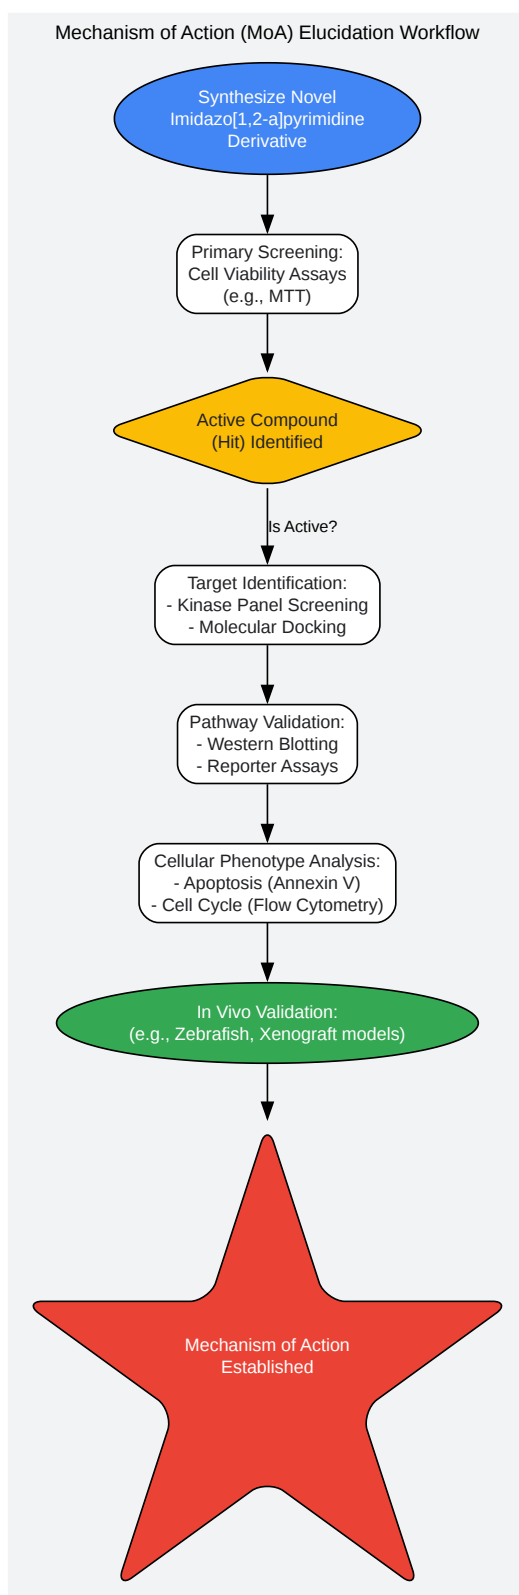 Mechanism of Action (MoA) Elucidation Workflow
Synthesize Novel
Imidazo[1,2-a]pyrimidine
Derivative
Primary Screening:
Cell Viability Assays
(e.g., MTT)
Active Compound
(Hit) Identified
Is Active?
Target Identification:
- Kinase Panel Screening
- Molecular Docking
Pathway Validation:
- Western Blotting
- Reporter Assays
Cellular Phenotype Analysis:
- Apoptosis (Annexin V)
- Cell Cycle (Flow Cytometry)
In Vivo Validation:
(e.g., Zebrafish, Xenograft models)
Mechanism of Action
Established